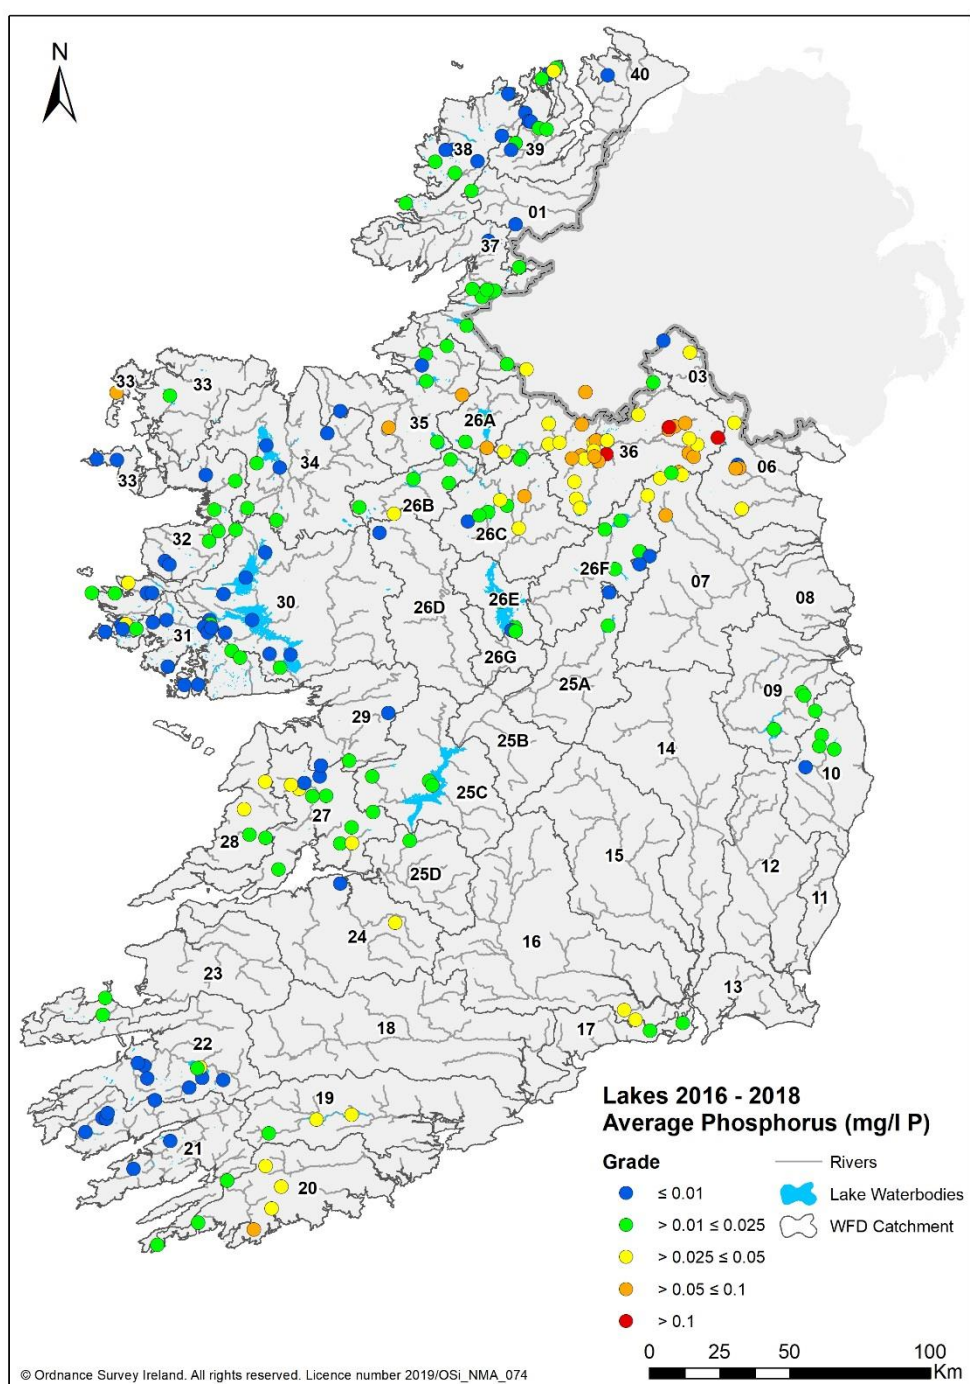 N
40
38
39
01
37
03
33
33
35
26A
36
34
06
33
26B
26C
32
26F
07
26E
08
30
26D
31
26G
09
25A
29
25B
14
10
25C
27
28
15
12
25D
11
24
16
23
13
18
17
22
19
21
20
Lakes 2016 - 2018
Average Phosphorus (mg/l P)
Grade
≤ 0.01
> 0.01 ≤ 0.025
> 0.025 ≤ 0.05
> 0.05 ≤ 0.1
> 0.1
Rivers
Lake Waterbodies
WFD Catchment
0 25 50 100
Km
© Ordnance Survey Ireland. All rights reserved. Licence number 2019/OSi_NMA_074